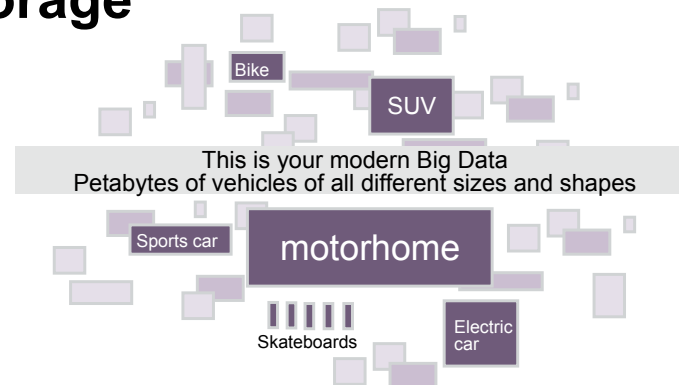 Bike
SUV
This is your modern Big Data
Petabytes of vehicles of all different sizes and shapes
Sports car
motorhome
Skateboards
Electric
car